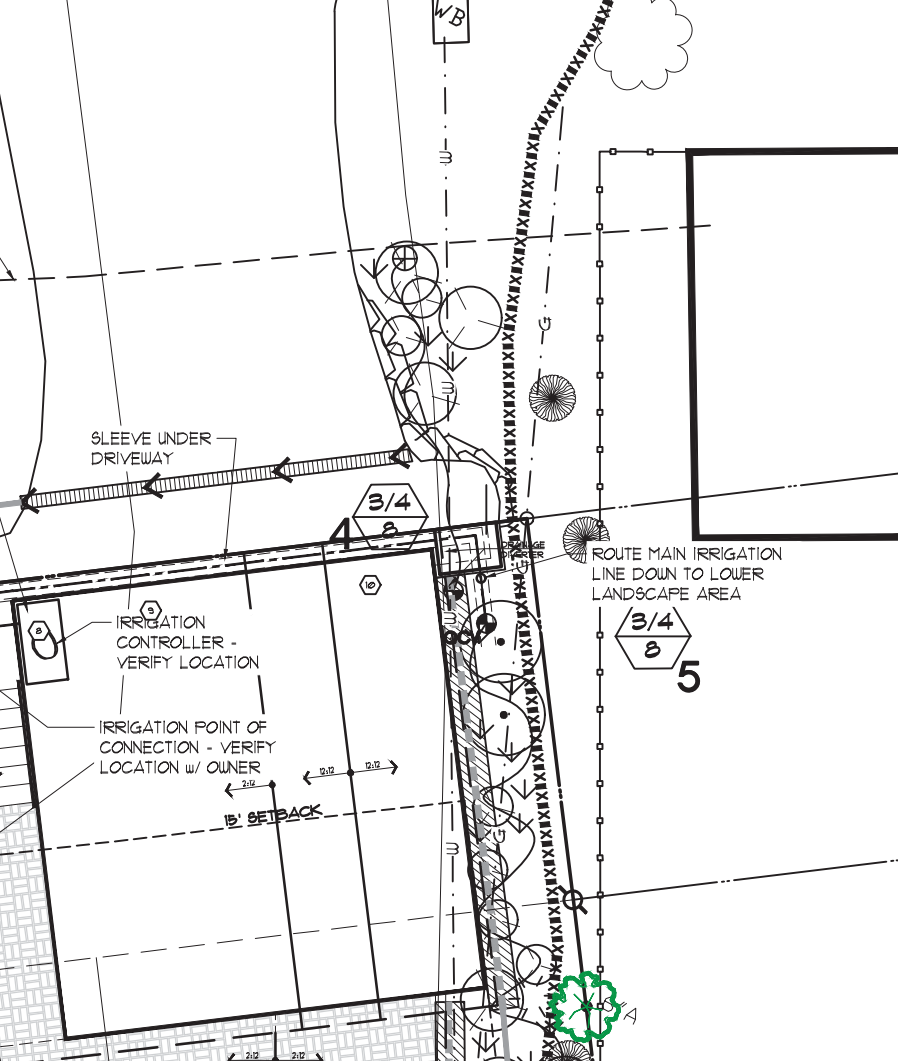 WB
E
E
G
SLEEVE UNDER
DRIVEWAY
3/4
8
4
ROUTE MAIN IRRIGATION
LINE DOWN TO LOWER
LANDSCAPE AREA
3/4
8
5
10
9
8
IRRIGATION
CONTROLLER -
VERIFY LOCATION
E
IRRIGATION POINT OF
CONNECTION - VERIFY
LOCATION w/ OWNER
2:12
12:12
12:12
15' SETBACK
E
G
2:12
2:12